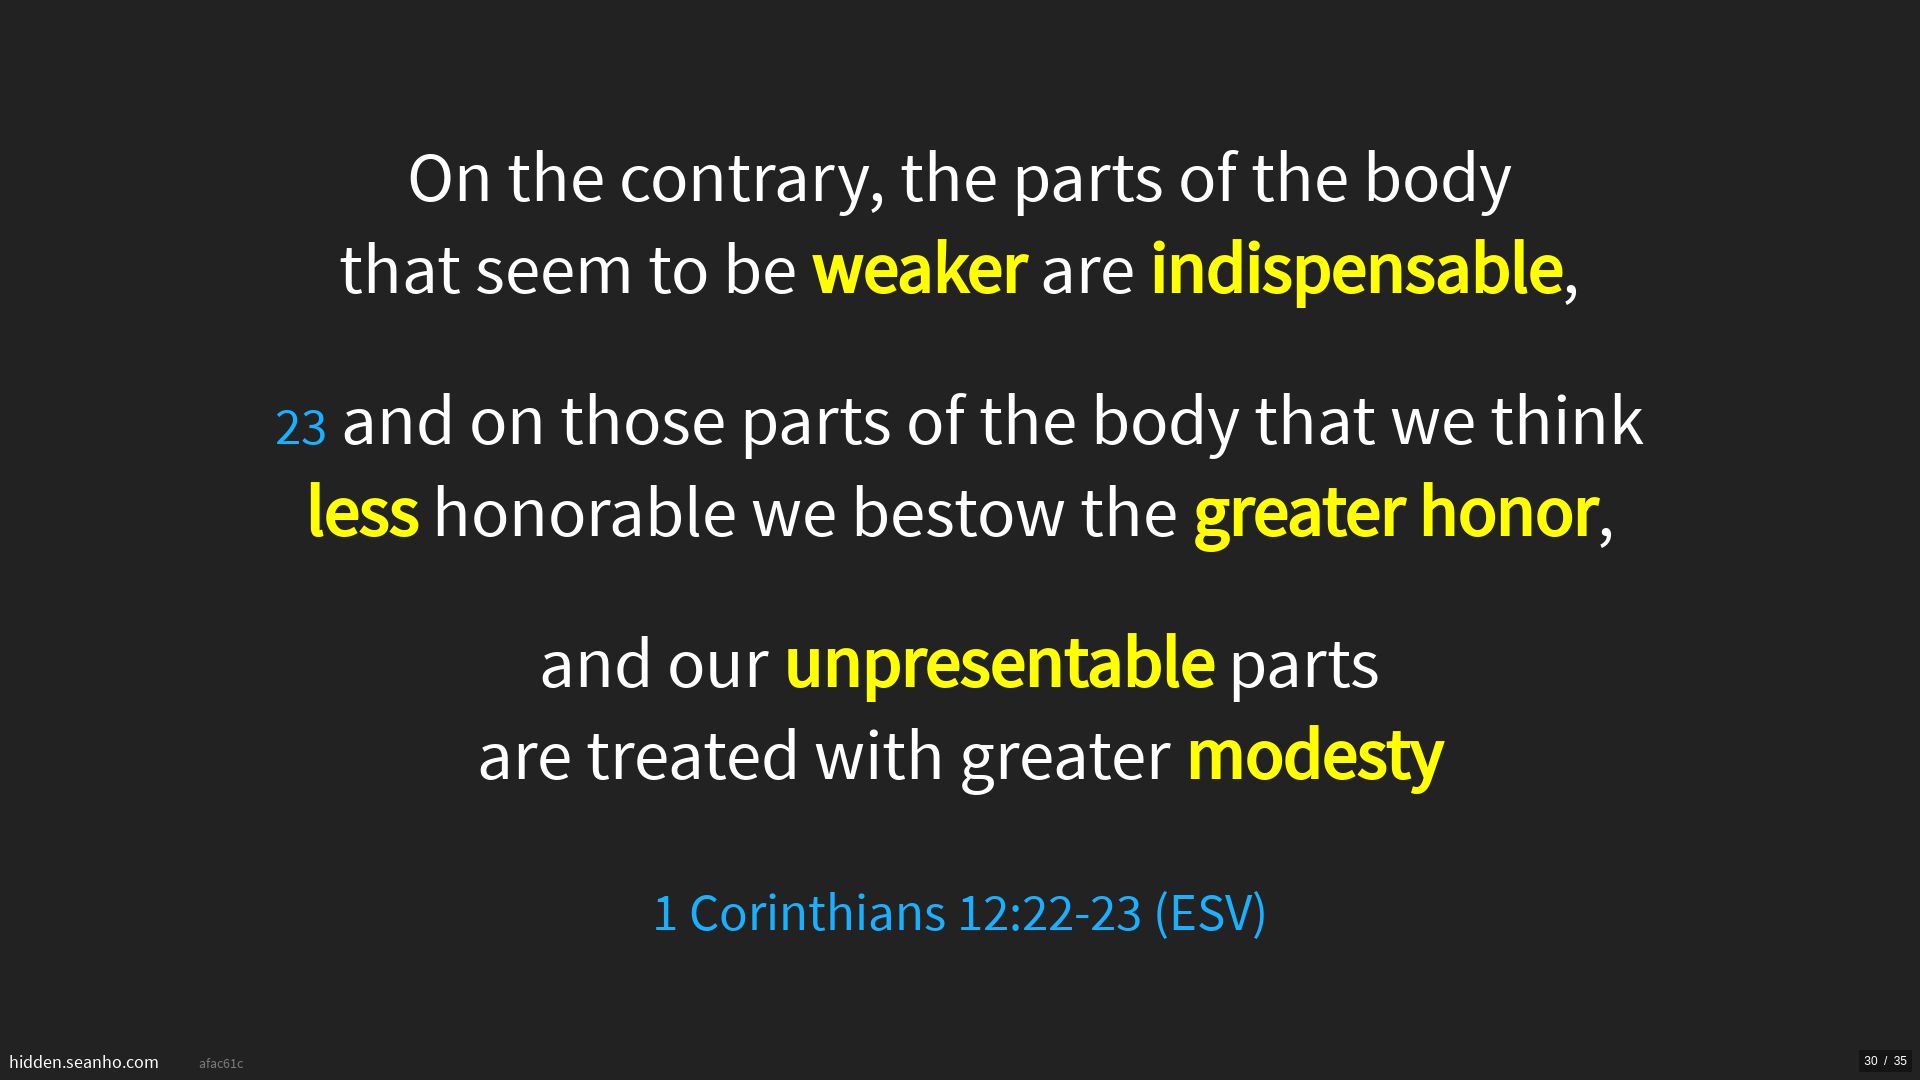 On the contrary, the parts of the body
that seem to be weaker are indispensable,
23 and on those parts of the body that we think
less honorable we bestow the greater honor,
and our unpresentable parts
are treated with greater modesty
1 Corinthians 12:22-23 (ESV)
hidden.seanho.com afac61c
30 / 35